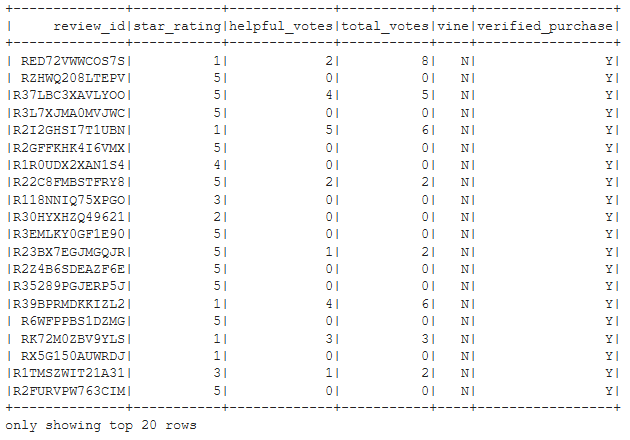 +--------------+-----------+-------------+-----------+----+-----------------+
|     review_id|star_rating|helpful_votes|total_votes|vine|verified_purchase|
+--------------+-----------+-------------+-----------+----+-----------------+
| RED72VWWCOS7S|          1|            2|          8|   N|                Y|
| RZHWQ208LTEPV|          5|            0|          0|   N|                Y|
|R37LBC3XAVLYOO|          5|            4|          5|   N|                Y|
|R3L7XJMA0MVJWC|          5|            0|          0|   N|                Y|
|R2I2GHSI7T1UBN|          1|            5|          6|   N|                Y|
|R2GFFKHK4I6VMX|          5|            0|          0|   N|                Y|
|R1R0UDX2XAN1S4|          4|            0|          0|   N|                Y|
|R22C8FMBSTFRY8|          5|            2|          2|   N|                Y|
|R118NNIQ75XPGO|          3|            0|          0|   N|                Y|
|R30HYXHZQ49621|          2|            0|          0|   N|                Y|
|R3EMLKY0GF1E90|          5|            0|          0|   N|                Y|
|R23BX7EGJMGQJR|          5|            1|          2|   N|                Y|
|R2Z4B6SDEAZF6E|          5|            0|          0|   N|                Y|
|R35289PGJERP5J|          5|            0|          0|   N|                Y|
|R39BPRMDKKIZL2|          1|            4|          6|   N|                Y|
| R6WFPPBS1DZMG|          5|            0|          0|   N|                Y|
| RK72M0ZBV9YLS|          1|            3|          3|   N|                Y|
| RX5G150AUWRDJ|          1|            0|          0|   N|                Y|
|R1TMSZWIT21A31|          3|            1|          2|   N|                Y|
|R2FURVPW763CIM|          5|            0|          0|   N|                Y|
+--------------+-----------+-------------+-----------+----+-----------------+
only showing top 20 rows